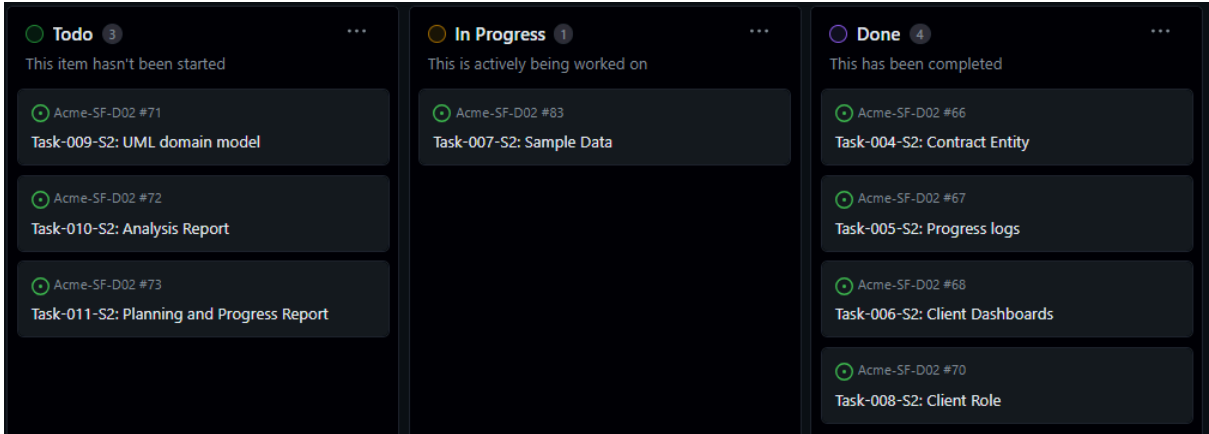 Todo 3 ...
This item hasn't been started
Acme-SF-D02 #71
Task-009-S2: UML domain model
Acme-SF-D02 #72
Task-010-S2: Analysis Report
Acme-SF-D02 #73
Task-011-S2: Planning and Progress Report
In Progress 1 ...
This is actively being worked on
Acme-SF-D02 #83
Task-007-S2: Sample Data
Done 4 ...
This has been completed
Acme-SF-D02 #66
Task-004-S2: Contract Entity
Acme-SF-D02 #67
Task-005-S2: Progress logs
Acme-SF-D02 #68
Task-006-S2: Client Dashboards
Acme-SF-D02 #70
Task-008-S2: Client Role